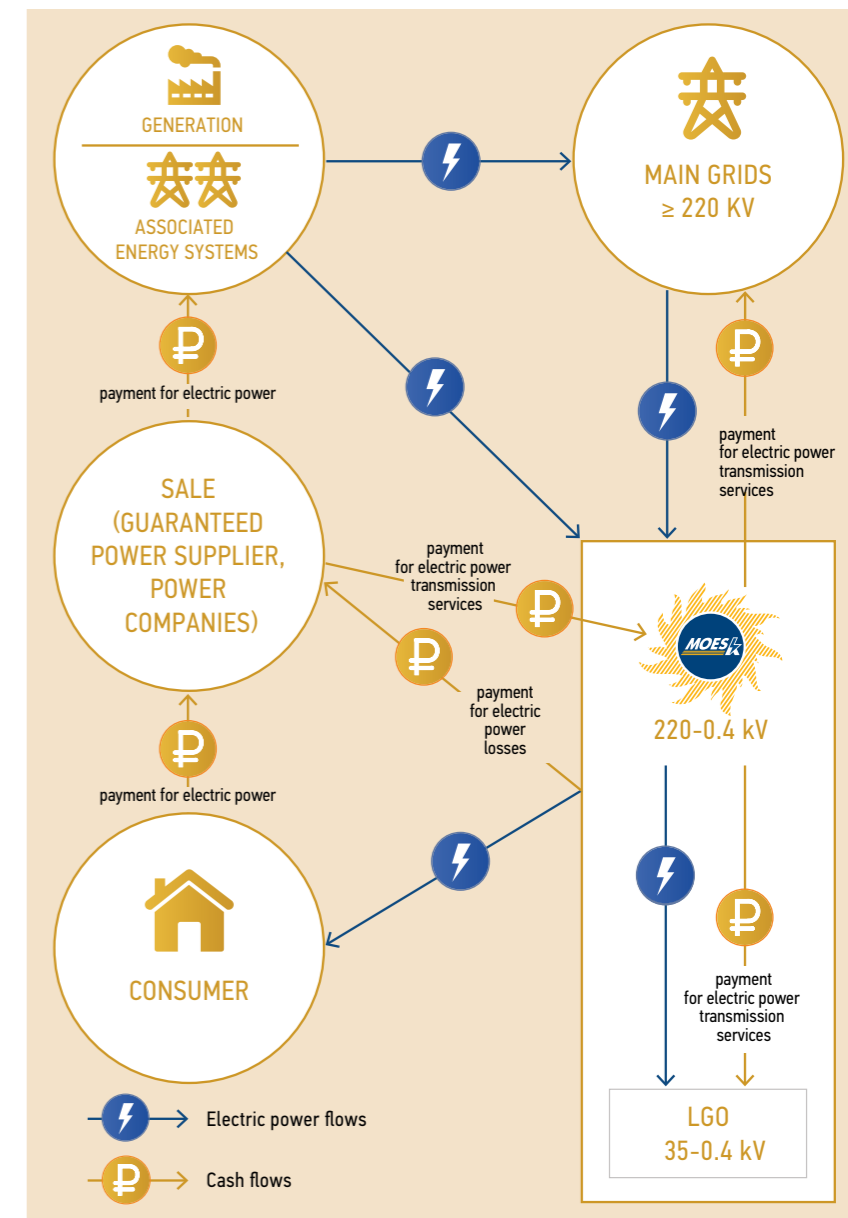 GENERATION
ASSOCIATED
ENERGY SYSTEMS
MAIN GRIDS
≥ 220 KV
payment for electric power
payment
for electric power
transmission
services
SALE
(GUARANTEED
POWER SUPPLIER,
POWER
COMPANIES)
payment
for electric power
transmission
services
MOESK
220-0.4 kV
payment
for electric
power
losses
payment for electric power
CONSUMER
payment
for electric power
transmission
services
LGO
35-0.4 kV
Electric power flows
Cash flows